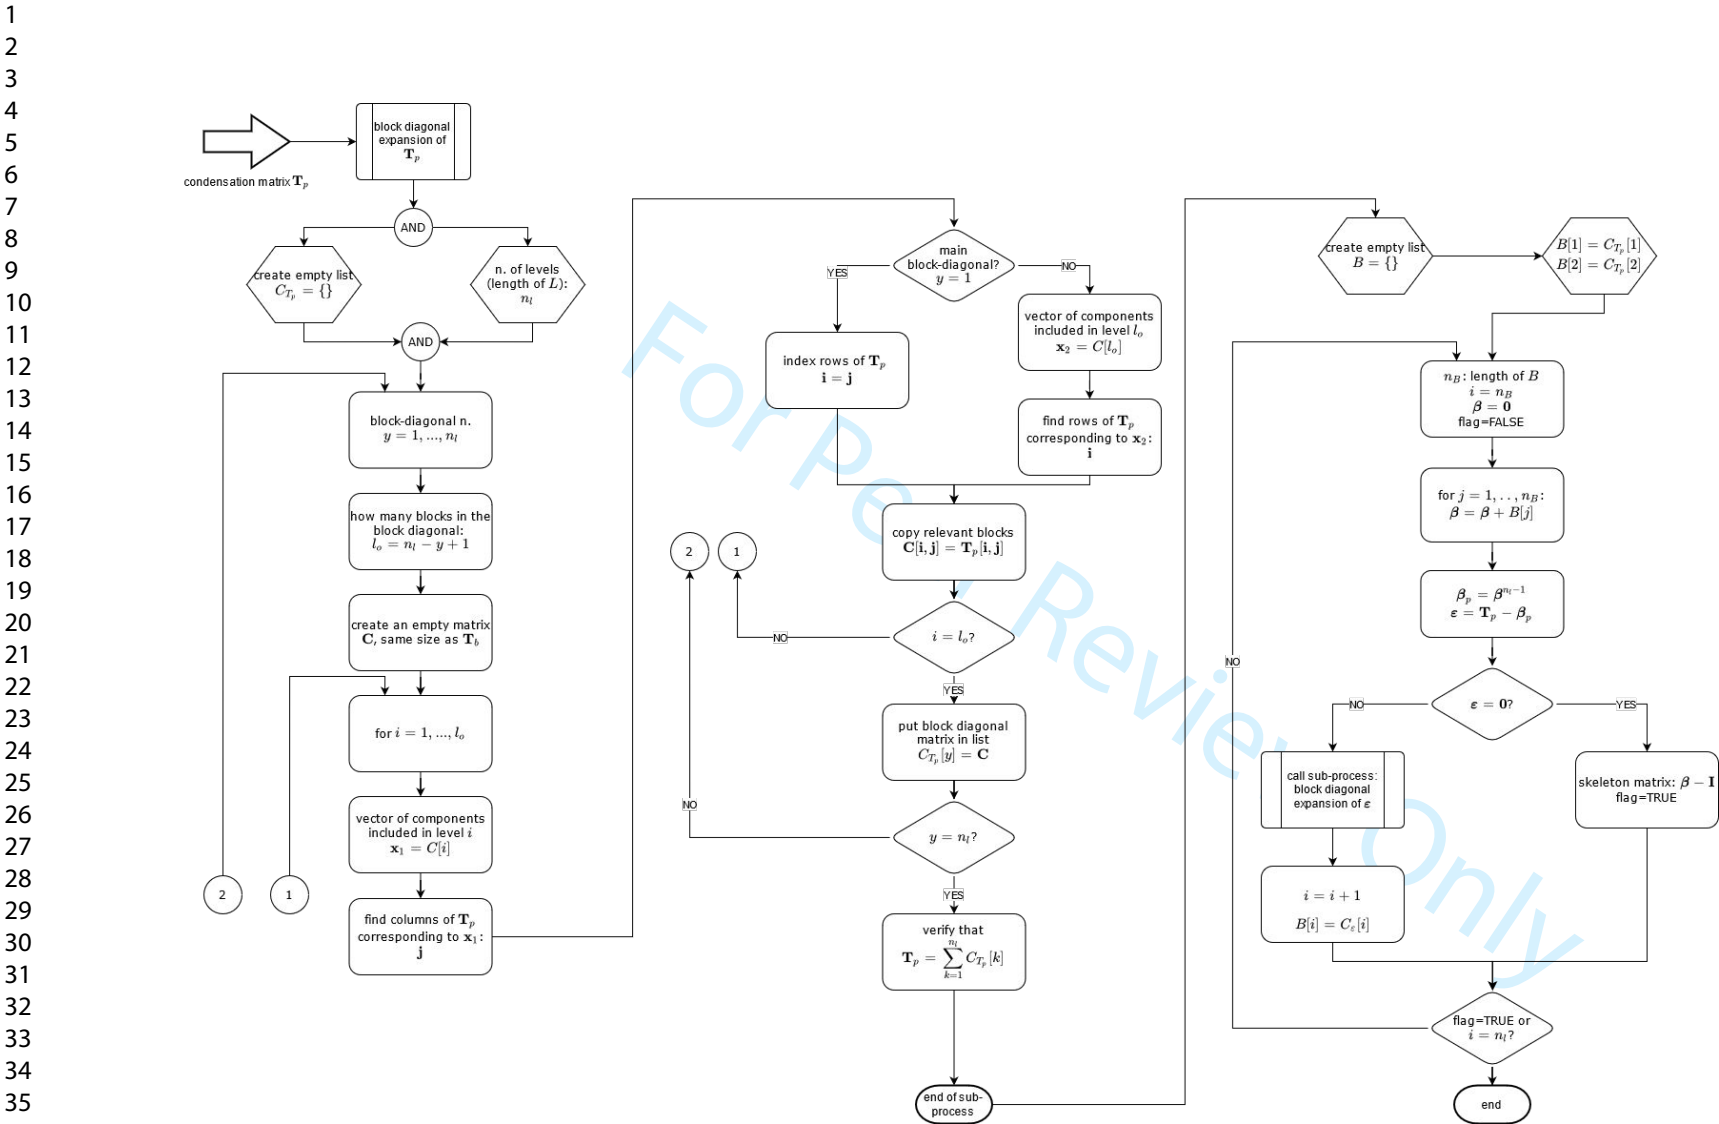 1
2
3
4
5
6
7
8
9
10
11
12
13
14
15
16
17
18
19
20
21
22
23
24
25
26
27
28
29
30
31
32
33
34
35
For Peer Review Only
condensation matrix T_p
block diagonal
expansion of
T_p
AND
create empty list
C_{T_p} = {}
n. of levels
(length of L):
n_l
AND
block-diagonal n.
y = 1, ..., n_l
how many blocks in the
block diagonal:
l_o = n_l − y + 1
create an empty matrix
C, same size as T_b
for i = 1, ..., l_o
vector of components
included in level i
x_1 = C[i]
find columns of T_p
corresponding to x_1:
j
2
1
main
block-diagonal?
y = 1
YES
NO
index rows of T_p
i = j
vector of components
included in level l_o
x_2 = C[l_o]
find rows of T_p
corresponding to x_2:
i
copy relevant blocks
C[i, j] = T_p[i, j]
2
1
i = l_o?
NO
YES
put block diagonal
matrix in list
C_{T_p}[y] = C
NO
y = n_l?
YES
verify that
T_p = ∑_{k=1}^{n_l} C_{T_p}[k]
end of sub-
process
create empty list
B = {}
B[1] = C_{T_p}[1]
B[2] = C_{T_p}[2]
n_B: length of B
i = n_B
β = 0
flag=FALSE
for j = 1, . . , n_B:
β = β + B[j]
β_p = β^{n_l−1}
ε = T_p − β_p
NO
ε = 0?
NO
YES
call sub-process:
block diagonal
expansion of ε
skeleton matrix: β − I
flag=TRUE
i = i + 1
B[i] = C_ε[i]
flag=TRUE or
i = n_l?
end